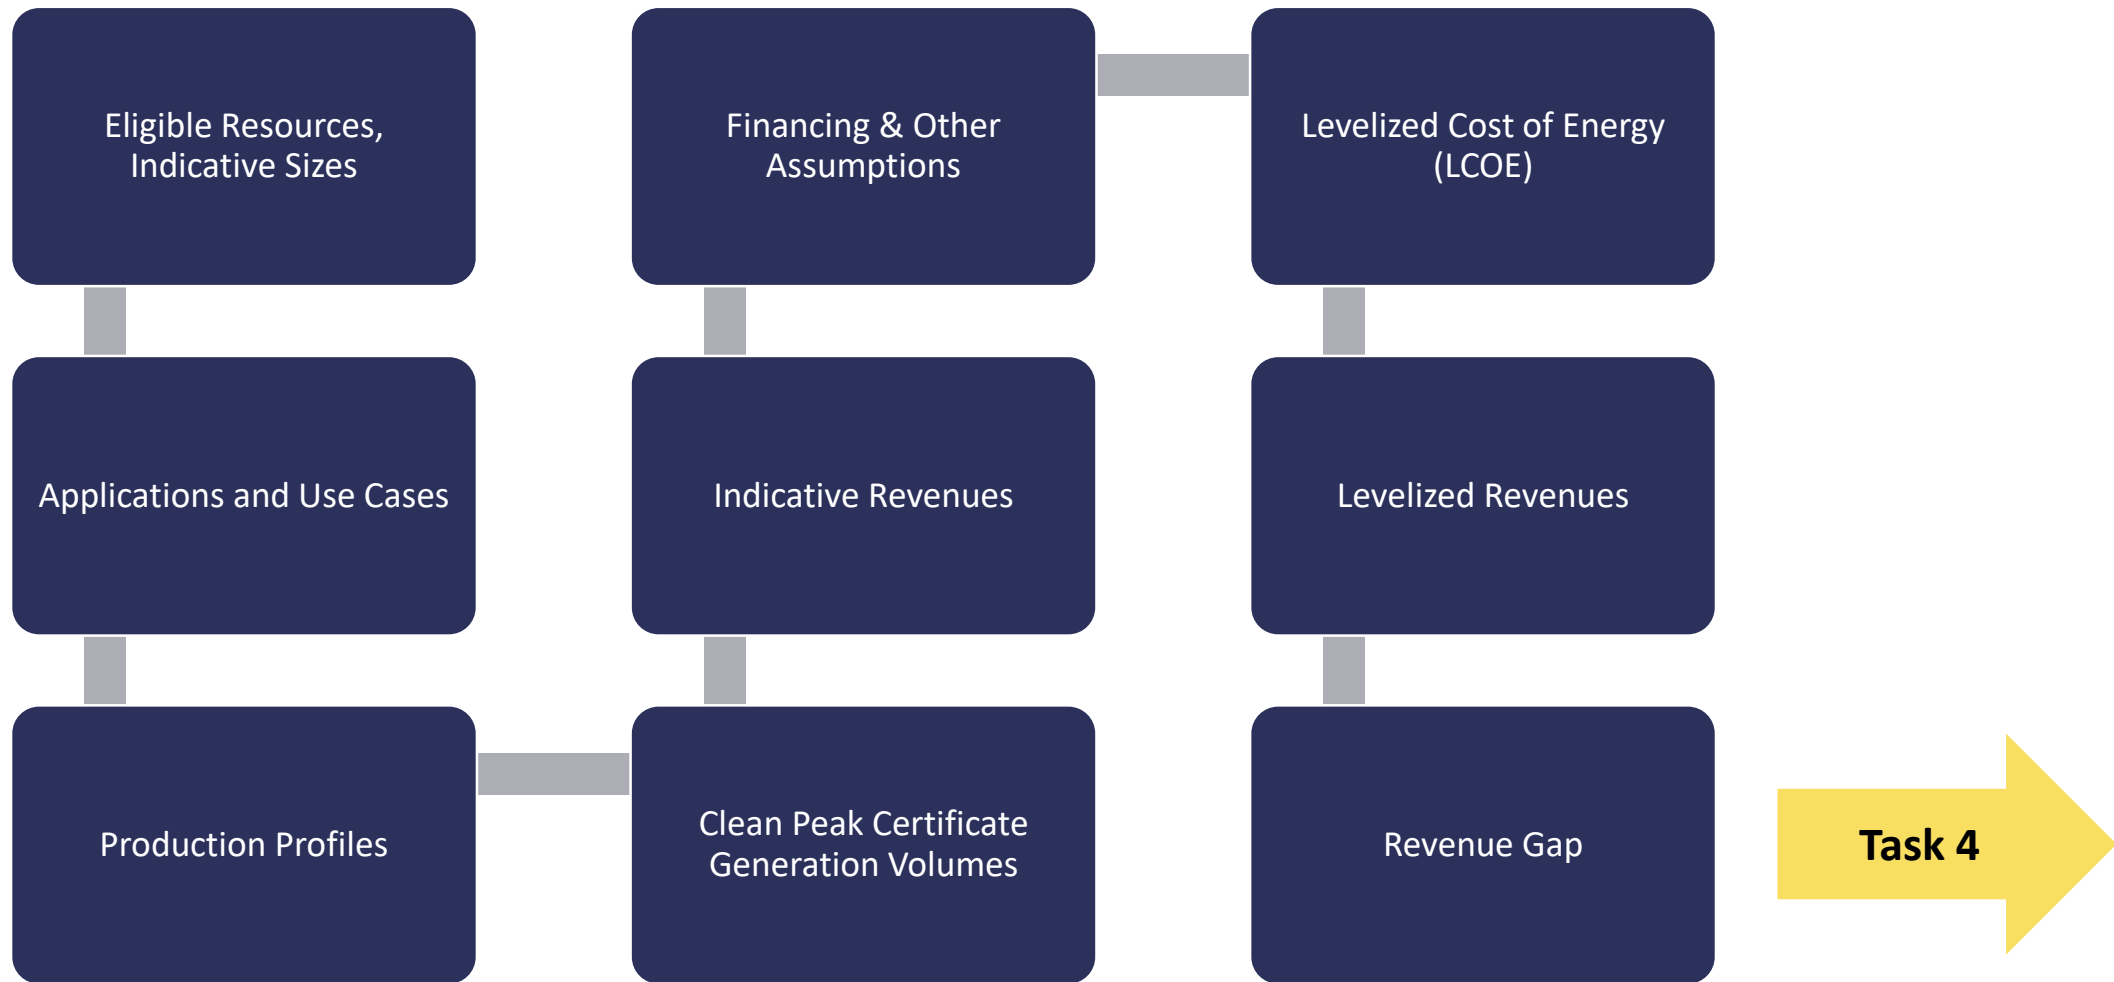 Eligible Resources,
Indicative Sizes
Applications and Use Cases
Production Profiles
Clean Peak Certificate
Generation Volumes
Indicative Revenues
Financing & Other
Assumptions
Levelized Cost of Energy
(LCOE)
Levelized Revenues
Revenue Gap
Task 4